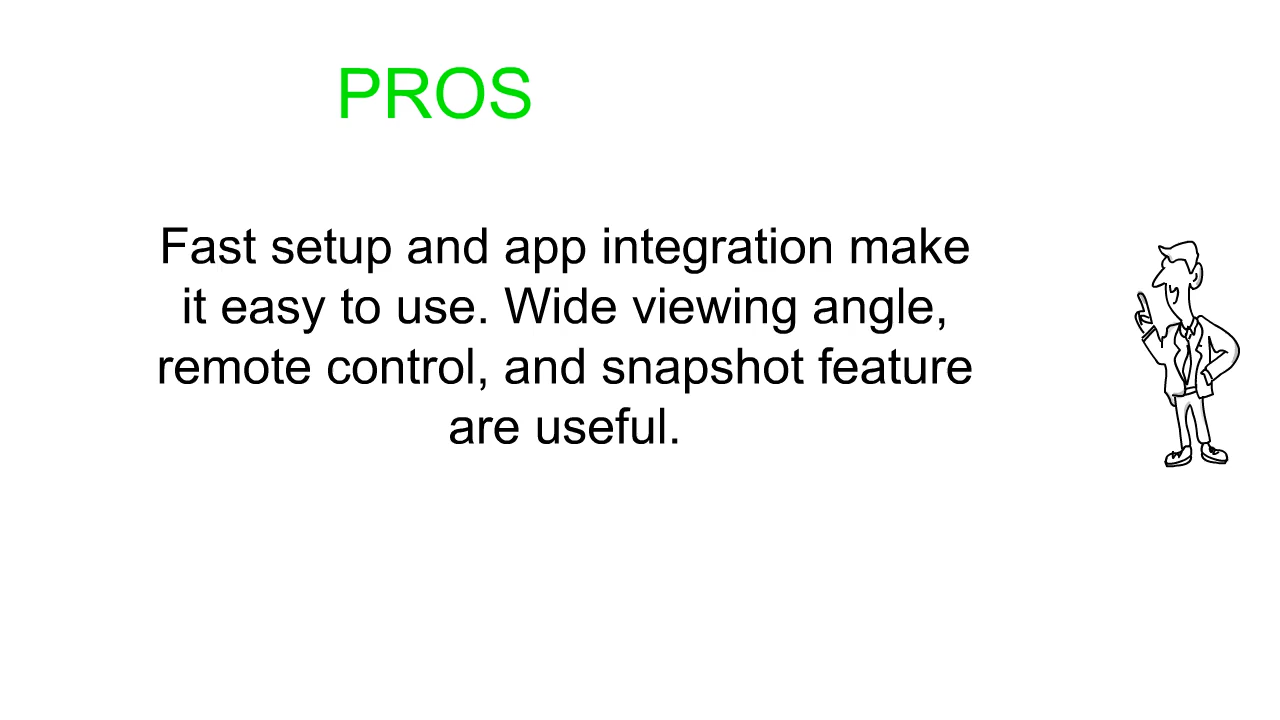 PROS
Fast setup and app integration make
it easy to use. Wide viewing angle,
remote control, and snapshot feature
are useful.